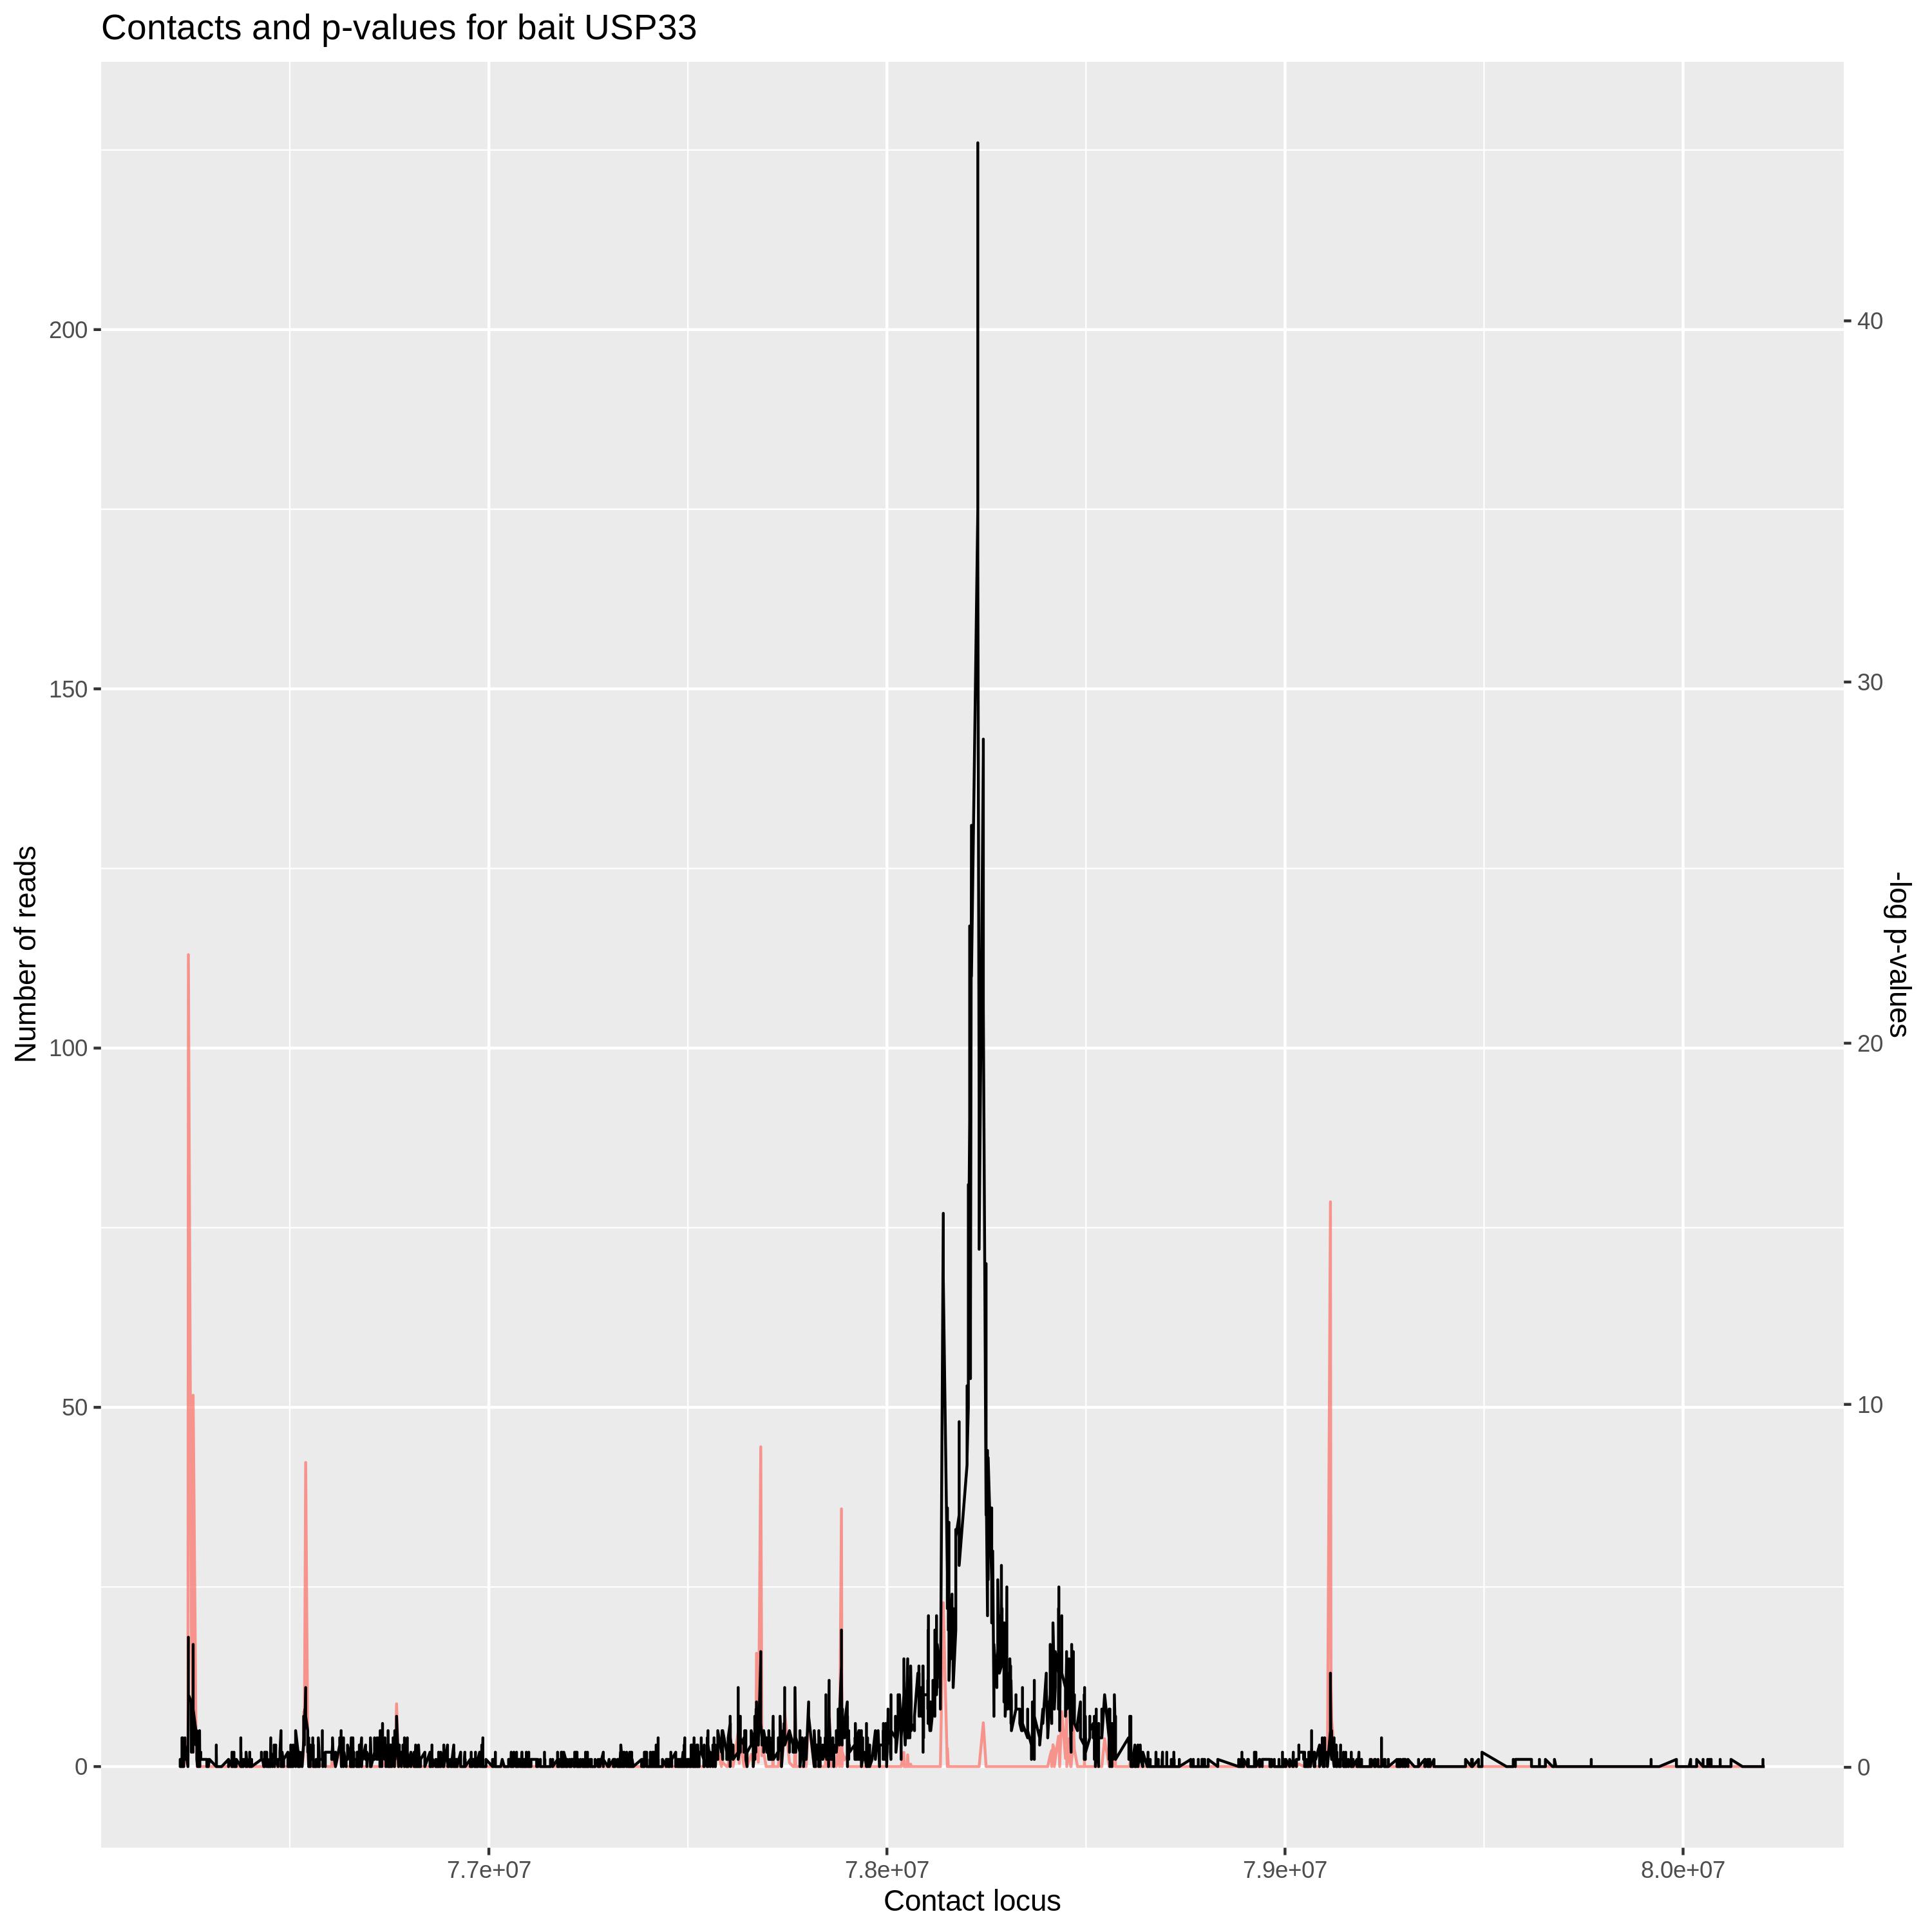 Contacts and p-values for bait USP33
Number of reads
200
150
100
50
0
40
30
20
10
0
-log p-values
7.7e+07
7.8e+07
7.9e+07
8.0e+07
Contact locus